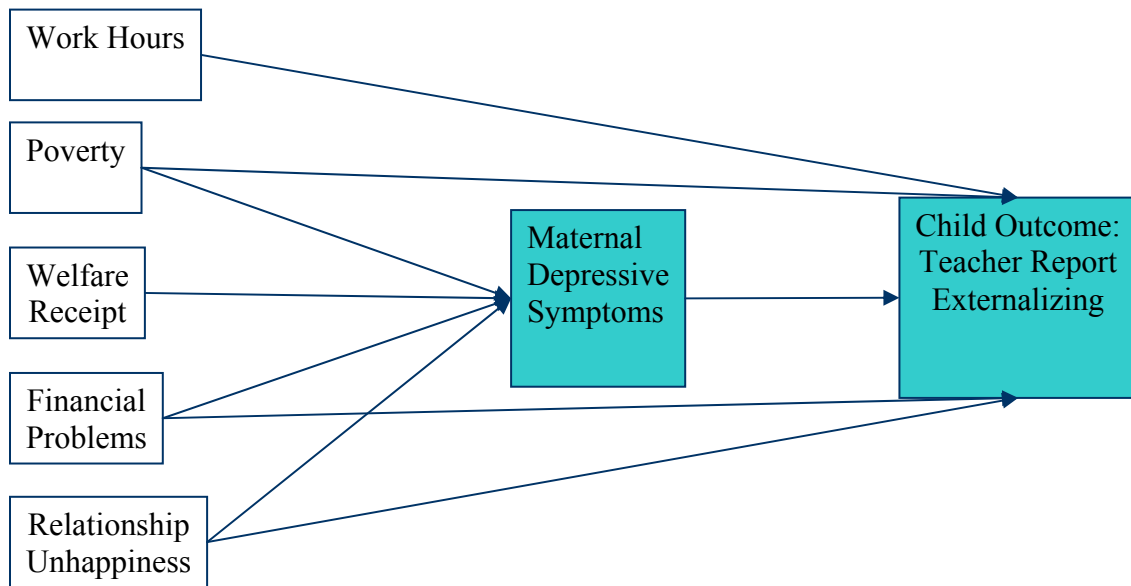 Work Hours
Poverty
Welfare
Receipt
Financial
Problems
Relationship
Unhappiness
Maternal
Depressive
Symptoms
Child Outcome:
Teacher Report
Externalizing